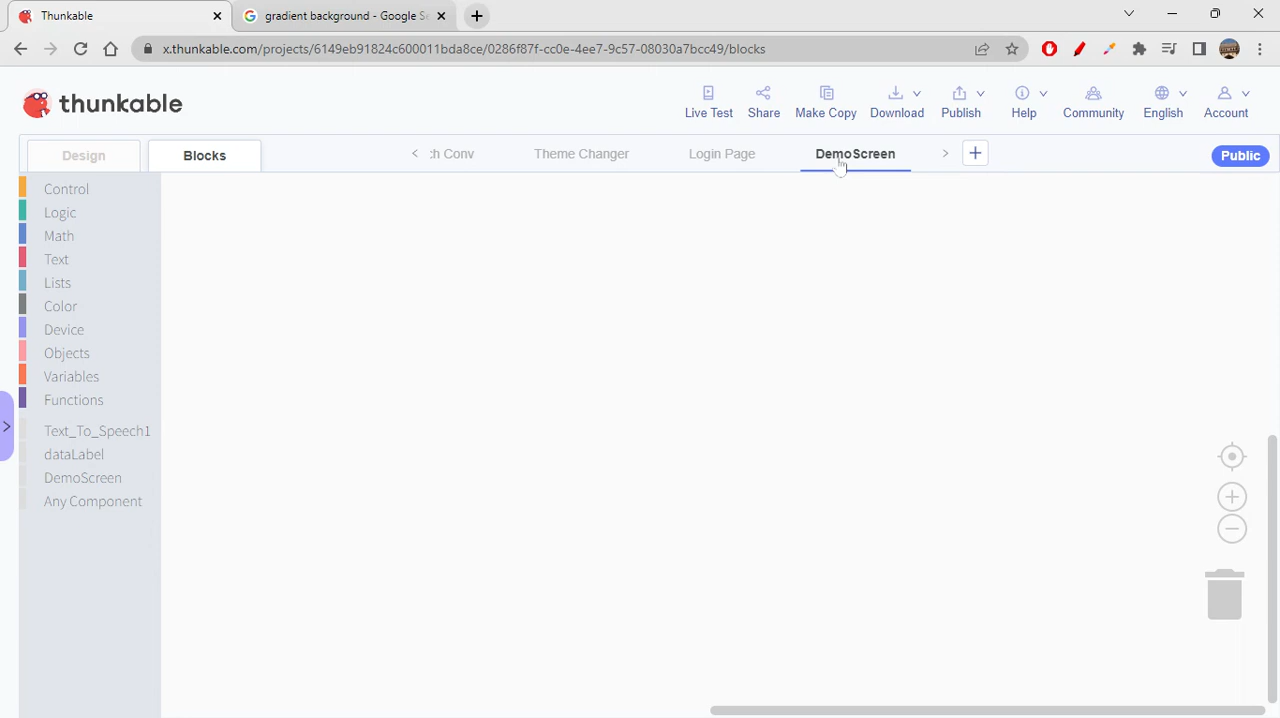 Thunkable
gradient background - Google Se
x.thunkable.com/projects/6149eb91824c600011bda8ce/0286f87f-cc0e-4ee7-9c57-08030a7bcc49/blocks
thunkable
Live Test
Share
Make Copy
Download
Publish
Help
Community
English
Account
Design
Blocks
:h Conv
Theme Changer
Login Page
DemoScreen
Public
Control
Logic
Math
Text
Lists
Color
Device
Objects
Variables
Functions
Text_To_Speech1
dataLabel
DemoScreen
Any Component